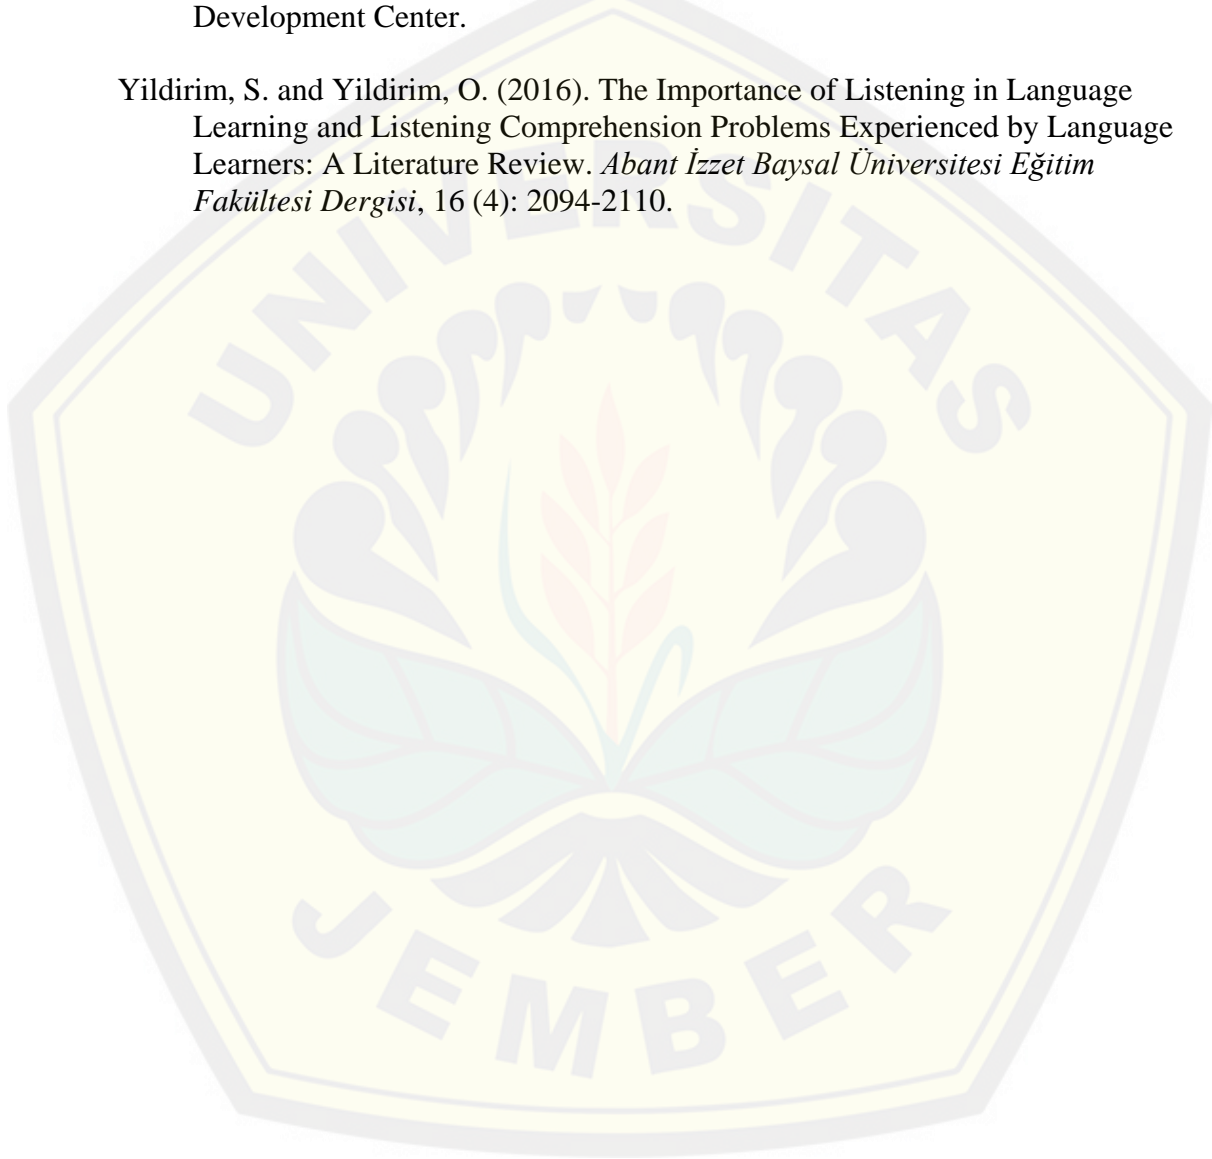 Development Center.
Yildirim, S. and Yildirim, O. (2016). The Importance of Listening in Language
Learning and Listening Comprehension Problems Experienced by Language
Learners: A Literature Review. Abant İzzet Baysal Üniversitesi Eğitim
Fakültesi Dergisi, 16 (4): 2094-2110.
UNIVERSITAS
JEMBER